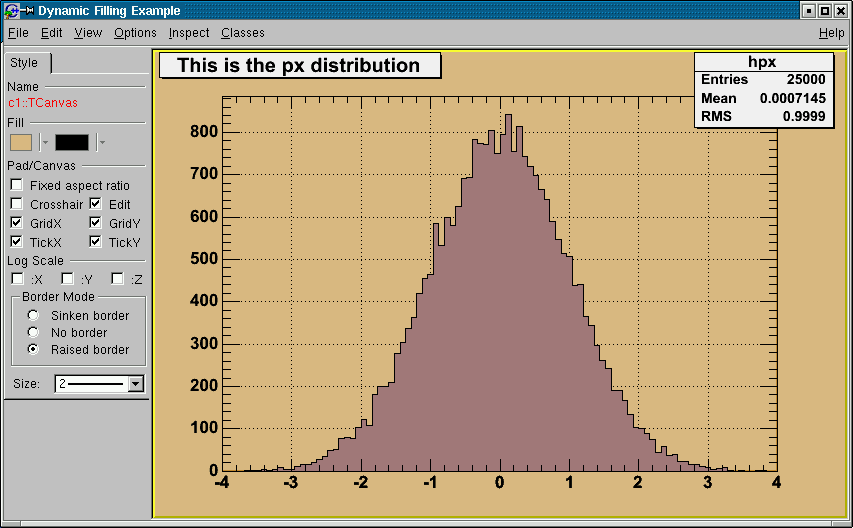 Dynamic Filling Example
File Edit View Options Inspect Classes Help
Style
Name
c1::TCanvas
Fill
Pad/Canvas
Fixed aspect ratio
Crosshair Edit
GridX GridY
TickX TickY
Log Scale
:X :Y :Z
Border Mode
Sinken border
No border
Raised border
Size: 2
This is the px distribution
hpx
Entries 25000
Mean 0.0007145
RMS 0.9999
800
700
600
500
400
300
200
100
0
-4 -3 -2 -1 0 1 2 3 4